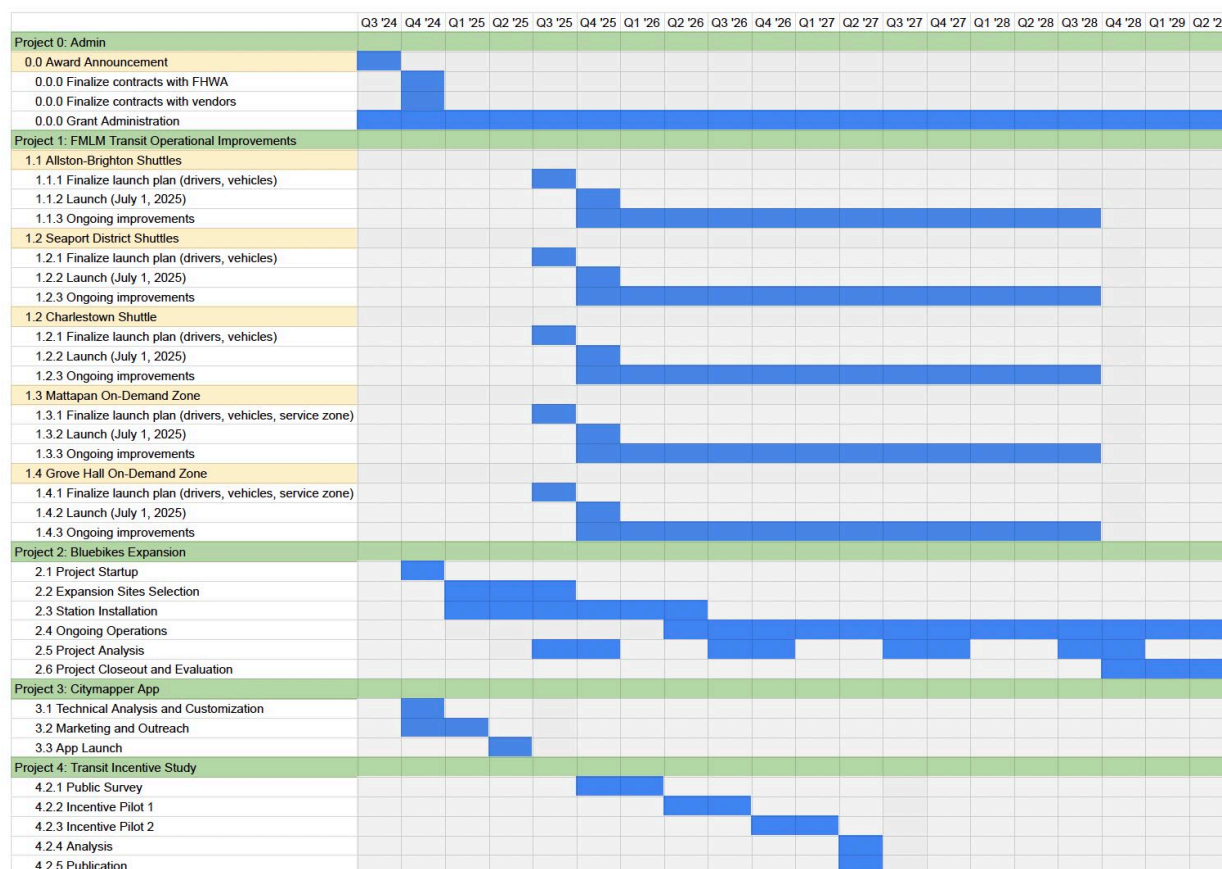 Q3 '24 Q4 '24 Q1 '25 Q2 '25 Q3 '25 Q4 '25 Q1 '26 Q2 '26 Q3 '26 Q4 '26 Q1 '27 Q2 '27 Q3 '27 Q4 '27 Q1 '28 Q2 '28 Q3 '28 Q4 '28 Q1 '29 Q2 '2
Project 0: Admin
0.0 Award Announcement
0.0.0 Finalize contracts with FHWA
0.0.0 Finalize contracts with vendors
0.0.0 Grant Administration
Project 1: FMLM Transit Operational Improvements
1.1 Allston-Brighton Shuttles
1.1.1 Finalize launch plan (drivers, vehicles)
1.1.2 Launch (July 1, 2025)
1.1.3 Ongoing improvements
1.2 Seaport District Shuttles
1.2.1 Finalize launch plan (drivers, vehicles)
1.2.2 Launch (July 1, 2025)
1.2.3 Ongoing improvements
1.2 Charlestown Shuttle
1.2.1 Finalize launch plan (drivers, vehicles)
1.2.2 Launch (July 1, 2025)
1.2.3 Ongoing improvements
1.3 Mattapan On-Demand Zone
1.3.1 Finalize launch plan (drivers, vehicles, service zone)
1.3.2 Launch (July 1, 2025)
1.3.3 Ongoing improvements
1.4 Grove Hall On-Demand Zone
1.4.1 Finalize launch plan (drivers, vehicles, service zone)
1.4.2 Launch (July 1, 2025)
1.4.3 Ongoing improvements
Project 2: Bluebikes Expansion
2.1 Project Startup
2.2 Expansion Sites Selection
2.3 Station Installation
2.4 Ongoing Operations
2.5 Project Analysis
2.6 Project Closeout and Evaluation
Project 3: Citymapper App
3.1 Technical Analysis and Customization
3.2 Marketing and Outreach
3.3 App Launch
Project 4: Transit Incentive Study
4.2.1 Public Survey
4.2.2 Incentive Pilot 1
4.2.3 Incentive Pilot 2
4.2.4 Analysis
4.2.5 Publication